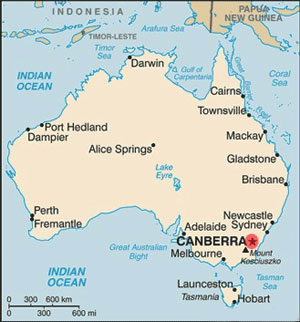 INDONESIA
PAPUA
NEW GUINEA
TIMOR-LESTE
Arafura Sea
Timor
Sea
INDIAN
OCEAN
Darwin
Gulf of
Carpentaria
Coral
Sea
Cairns
Townsville
Port Hedland
Dampier
Mackay
Alice Springs
Gladstone
Lake
Eyre
Brisbane
Perth
Fremantle
Newcastle
Adelaide
Sydney
CANBERRA
Great Australian
Bight
Melbourne
Mount
Kosciuszko
INDIAN
OCEAN
Tasman
Sea
Launceston
Tasmania
Hobart
0 300 600 km
0 300 600 mi